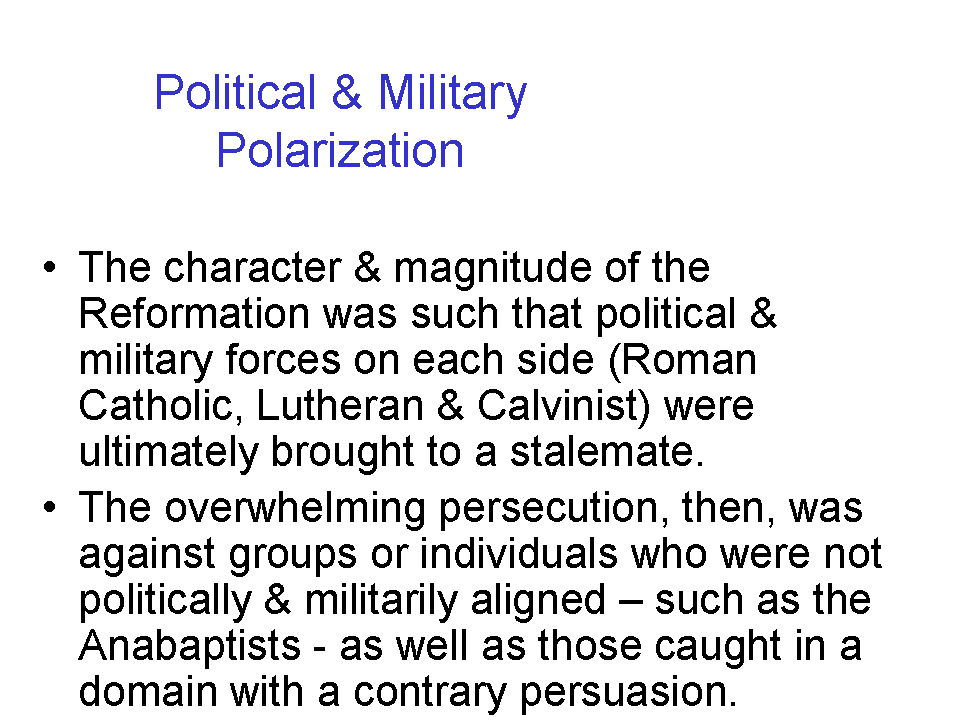 Political & Military
Polarization
• The character & magnitude of the
Reformation was such that political &
military forces on each side (Roman
Catholic, Lutheran & Calvinist) were
ultimately brought to a stalemate.
• The overwhelming persecution, then, was
against groups or individuals who were not
politically & militarily aligned – such as the
Anabaptists - as well as those caught in a
domain with a contrary persuasion.